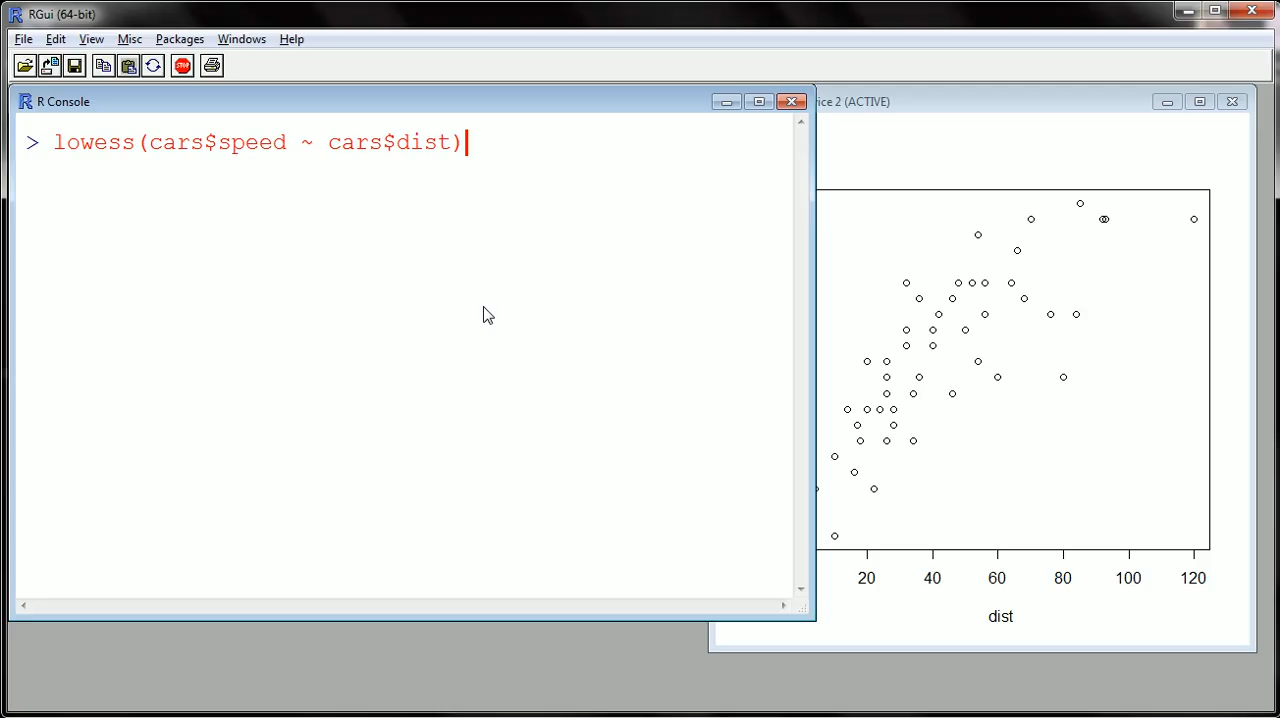 RGui (64-bit)
File Edit View Misc Packages Windows Help
STOP
R Console
> lowess(cars$speed ~ cars$dist)
2 (ACTIVE)
20 40 60 80 100 120
dist